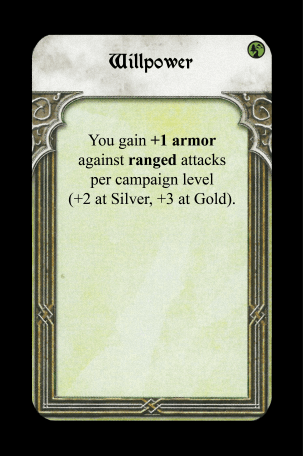 Willpower
You gain +1 armor
against ranged attacks
per campaign level
(+2 at Silver, +3 at Gold).